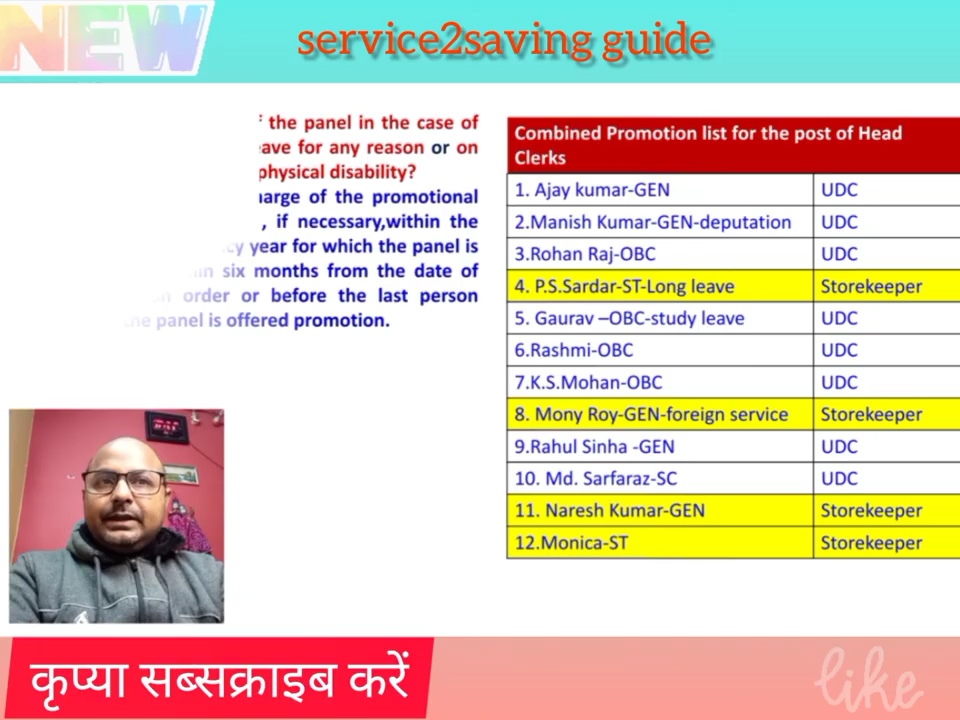 NEW
service2saving guide
the panel in the case of
eave for any reason or on
physical disability?
harge of the promotional
, if necessary,within the
cy year for which the panel is
in six months from the date of
on order or before the last person
he panel is offered promotion.
Combined Promotion list for the post of Head
Clerks
1. Ajay kumar-GEN UDC
2.Manish Kumar-GEN-deputation UDC
3.Rohan Raj-OBC UDC
4. P.S.Sardar-ST-Long leave Storekeeper
5. Gaurav –OBC-study leave UDC
6.Rashmi-OBC UDC
7.K.S.Mohan-OBC UDC
8. Mony Roy-GEN-foreign service Storekeeper
9.Rahul Sinha -GEN UDC
10. Md. Sarfaraz-SC UDC
11. Naresh Kumar-GEN Storekeeper
12.Monica-ST Storekeeper
कृप्या सब्सक्राइब करें
like